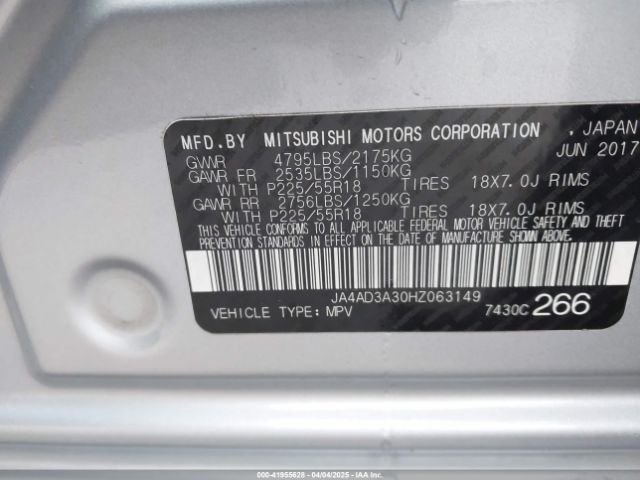 MFD.BY MITSUBISHI MOTORS CORPORATION . JAPAN
GVWR 4795LBS/2175KG JUN 2017
GAWR FR 2535LBS/1150KG
WITH P225/55R18 TIRES 18X7.0J RIMS
GAWR RR 2756LBS/1250KG
WITH P225/55R18 TIRES 18X7.0J RIMS
THIS VEHICLE CONFORMS TO ALL APPLICABLE FEDERAL MOTOR VEHICLE SAFETY AND THEFT
PREVENTION STANDARDS IN EFFECT ON THE DATE OF MANUFACTURE SHOWN ABOVE.
JA4AD3A30HZ063149
VEHICLE TYPE: MPV 7430C 266
000-41955628 - 04/04/2025 - IAAI.COM